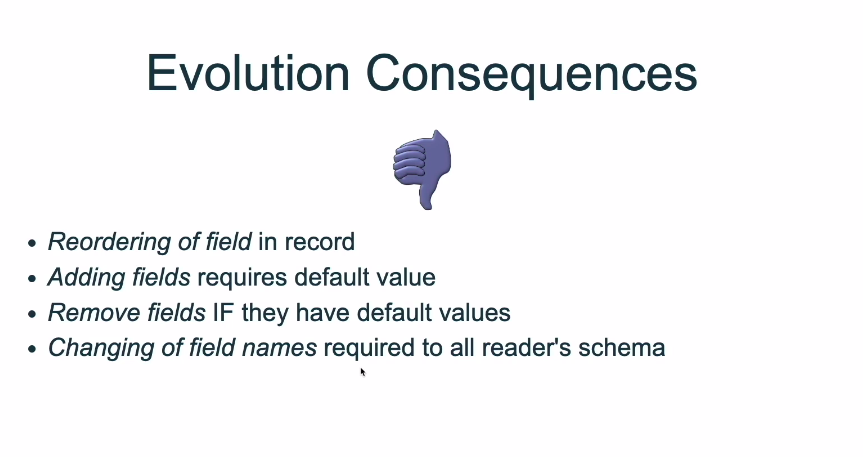 Evolution Consequences
• Reordering of field in record
• Adding fields requires default value
• Remove fields IF they have default values
• Changing of field names required to all reader's schema